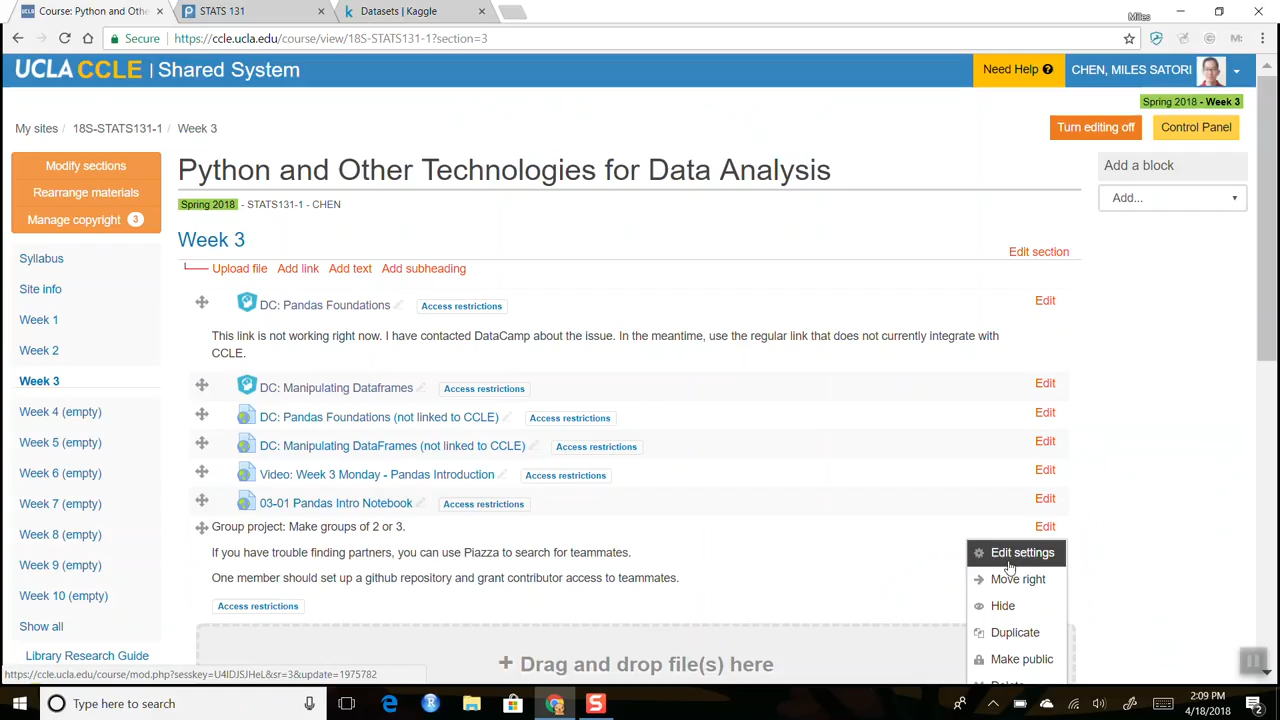 Course: Python and Othe
STATS 131
Datasets | Kaggle
Miles
Secure
https://ccle.ucla.edu/course/view/18S-STATS131-1?section=3
UCLA CCLE | Shared System
Need Help
CHEN, MILES SATORI
Spring 2018 - Week 3
My sites / 18S-STATS131-1 / Week 3
Turn editing off
Control Panel
Modify sections
Rearrange materials
Manage copyright 3
Python and Other Technologies for Data Analysis
Add a block
Add...
Spring 2018 - STATS131-1 - CHEN
Week 3
Edit section
Upload file Add link Add text Add subheading
Syllabus
Site info
Week 1
Week 2
Week 3
Week 4 (empty)
Week 5 (empty)
Week 6 (empty)
Week 7 (empty)
Week 8 (empty)
Week 9 (empty)
Week 10 (empty)
Show all
Library Research Guide
DC: Pandas Foundations Access restrictions Edit
This link is not working right now. I have contacted DataCamp about the issue. In the meantime, use the regular link that does not currently integrate with
CCLE.
DC: Manipulating Dataframes Access restrictions Edit
DC: Pandas Foundations (not linked to CCLE) Access restrictions Edit
DC: Manipulating DataFrames (not linked to CCLE) Access restrictions Edit
Video: Week 3 Monday - Pandas Introduction Access restrictions Edit
03-01 Pandas Intro Notebook Access restrictions Edit
Group project: Make groups of 2 or 3. Edit
If you have trouble finding partners, you can use Piazza to search for teammates.
One member should set up a github repository and grant contributor access to teammates.
Access restrictions
Edit settings
Move right
Hide
Duplicate
Make public
Delete
+ Drag and drop file(s) here
https://ccle.ucla.edu/course/mod.php?sesskey=U4IDJSJHeL&sr=3&update=1975782
Type here to search
2:09 PM
4/18/2018
2